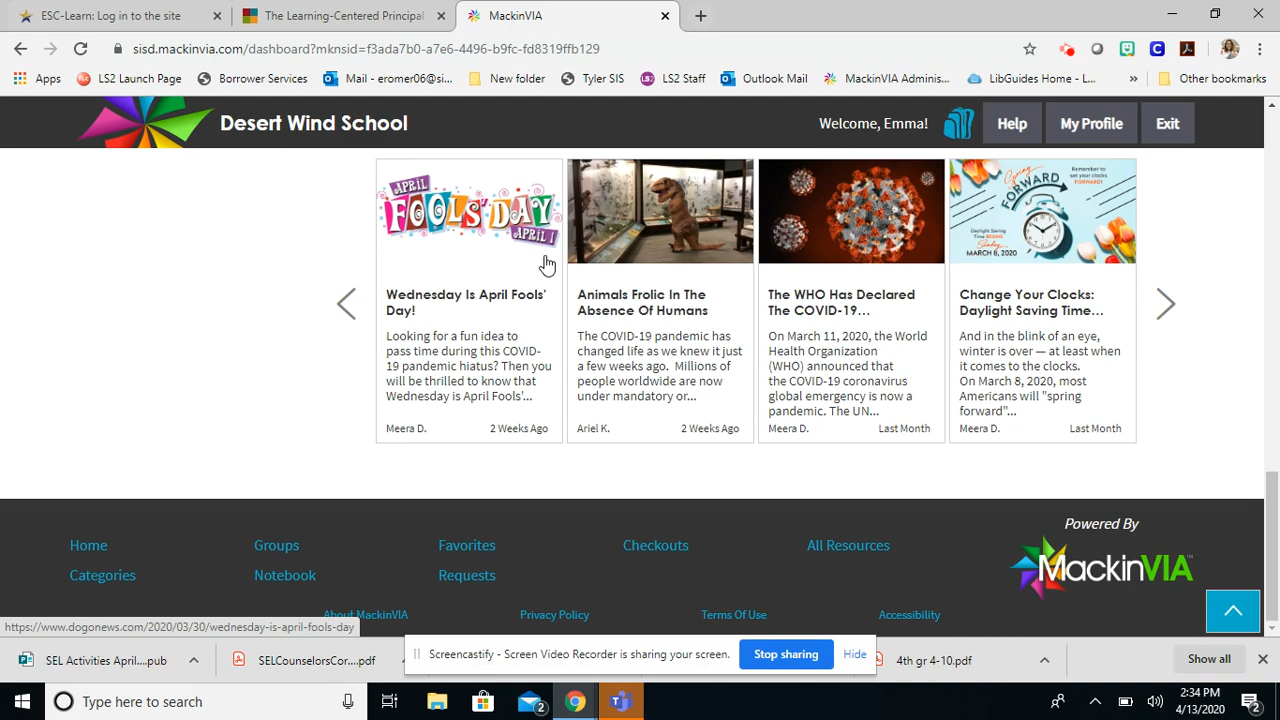 ESC-Learn: Log in to the site
The Learning-Centered Principal
MackinVIA
sisd.mackinvia.com/dashboard?mknsid=f3ada7b0-a7e6-4496-b9fc-fd8319ffb129
Apps
LS2 Launch Page
Borrower Services
Mail - eromer06@si...
New folder
Tyler SIS
LS2 Staff
Outlook Mail
MackinVIA Adminis...
LibGuides Home - L...
Other bookmarks
Desert Wind School
Welcome, Emma!
Help
My Profile
Exit
APRIL
FOOLS' DAY
APRIL 1
Wednesday Is April Fools'
Day!
Looking for a fun idea to
pass time during this COVID-
19 pandemic hiatus? Then you
will be thrilled to know that
Wednesday is April Fools'...
Meera D.
2 Weeks Ago
Animals Frolic In The
Absence Of Humans
The COVID-19 pandemic has
changed life as we knew it just
a few weeks ago. Millions of
people worldwide are now
under mandatory or...
Ariel K.
2 Weeks Ago
The WHO Has Declared
The COVID-19...
On March 11, 2020, the World
Health Organization
(WHO) announced that
the COVID-19 coronavirus
global emergency is now a
pandemic. The UN...
Meera D.
Last Month
SPRING
FORWARD
Remember to
set your clocks
FORWARD!
Daylight Saving
Time BEGINS
Sunday
MARCH 8, 2020
Change Your Clocks:
Daylight Saving Time...
And in the blink of an eye,
winter is over — at least when
it comes to the clocks.
On March 8, 2020, most
Americans will "spring
forward"...
Meera D.
Last Month
Powered By
MackinVIA™
Home
Groups
Favorites
Checkouts
All Resources
Categories
Notebook
Requests
About MackinVIA
Privacy Policy
Terms Of Use
Accessibility
https://www.dogonews.com/2020/03/30/wednesday-is-april-fools-day
Screencastify - Screen Video Recorder is sharing your screen.
Stop sharing
Hide
SEL Activities April....pub
SELCounselorsCor....pdf
4th gr 4-10.pdf
Show all
Type here to search
2
2:34 PM
4/13/2020
2